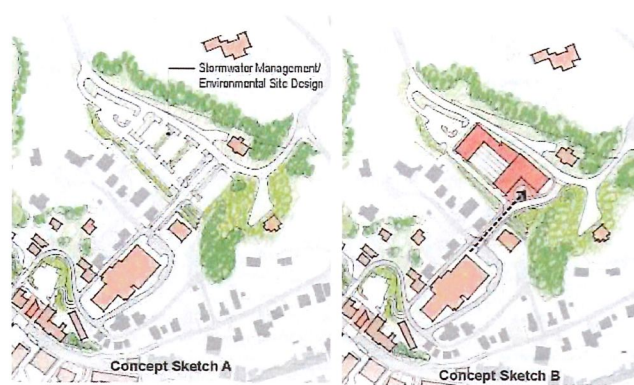 Stormwater Management/
Environmental Site Design
Concept Sketch A
Concept Sketch B